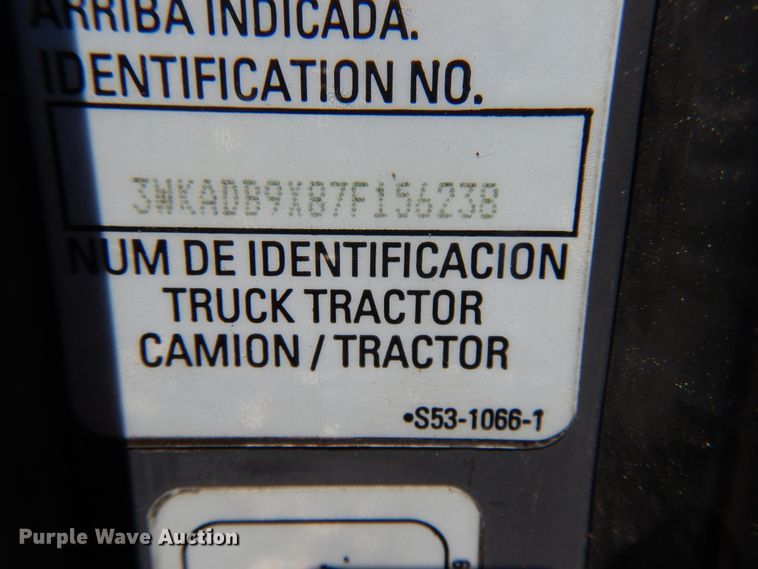 ARRIBA INDICADA.
IDENTIFICATION NO.
3WKADB9X87F156238
NUM DE IDENTIFICACION
TRUCK TRACTOR
CAMION / TRACTOR
•S53-1066-1
Purple Wave Auction